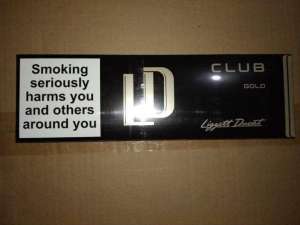 Smoking
seriously
harms you
and others
around you
LD
CLUB
GOLD
Liggett Ducat